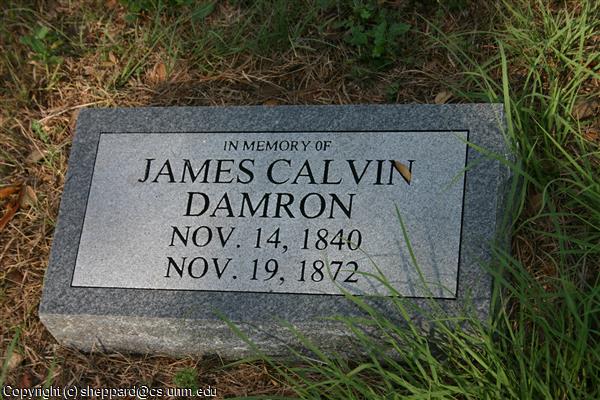 IN MEMORY OF
JAMES CALVIN
DAMRON
NOV. 14, 1840
NOV. 19, 1872
Copyright (c) sheppard@cs.unm.edu